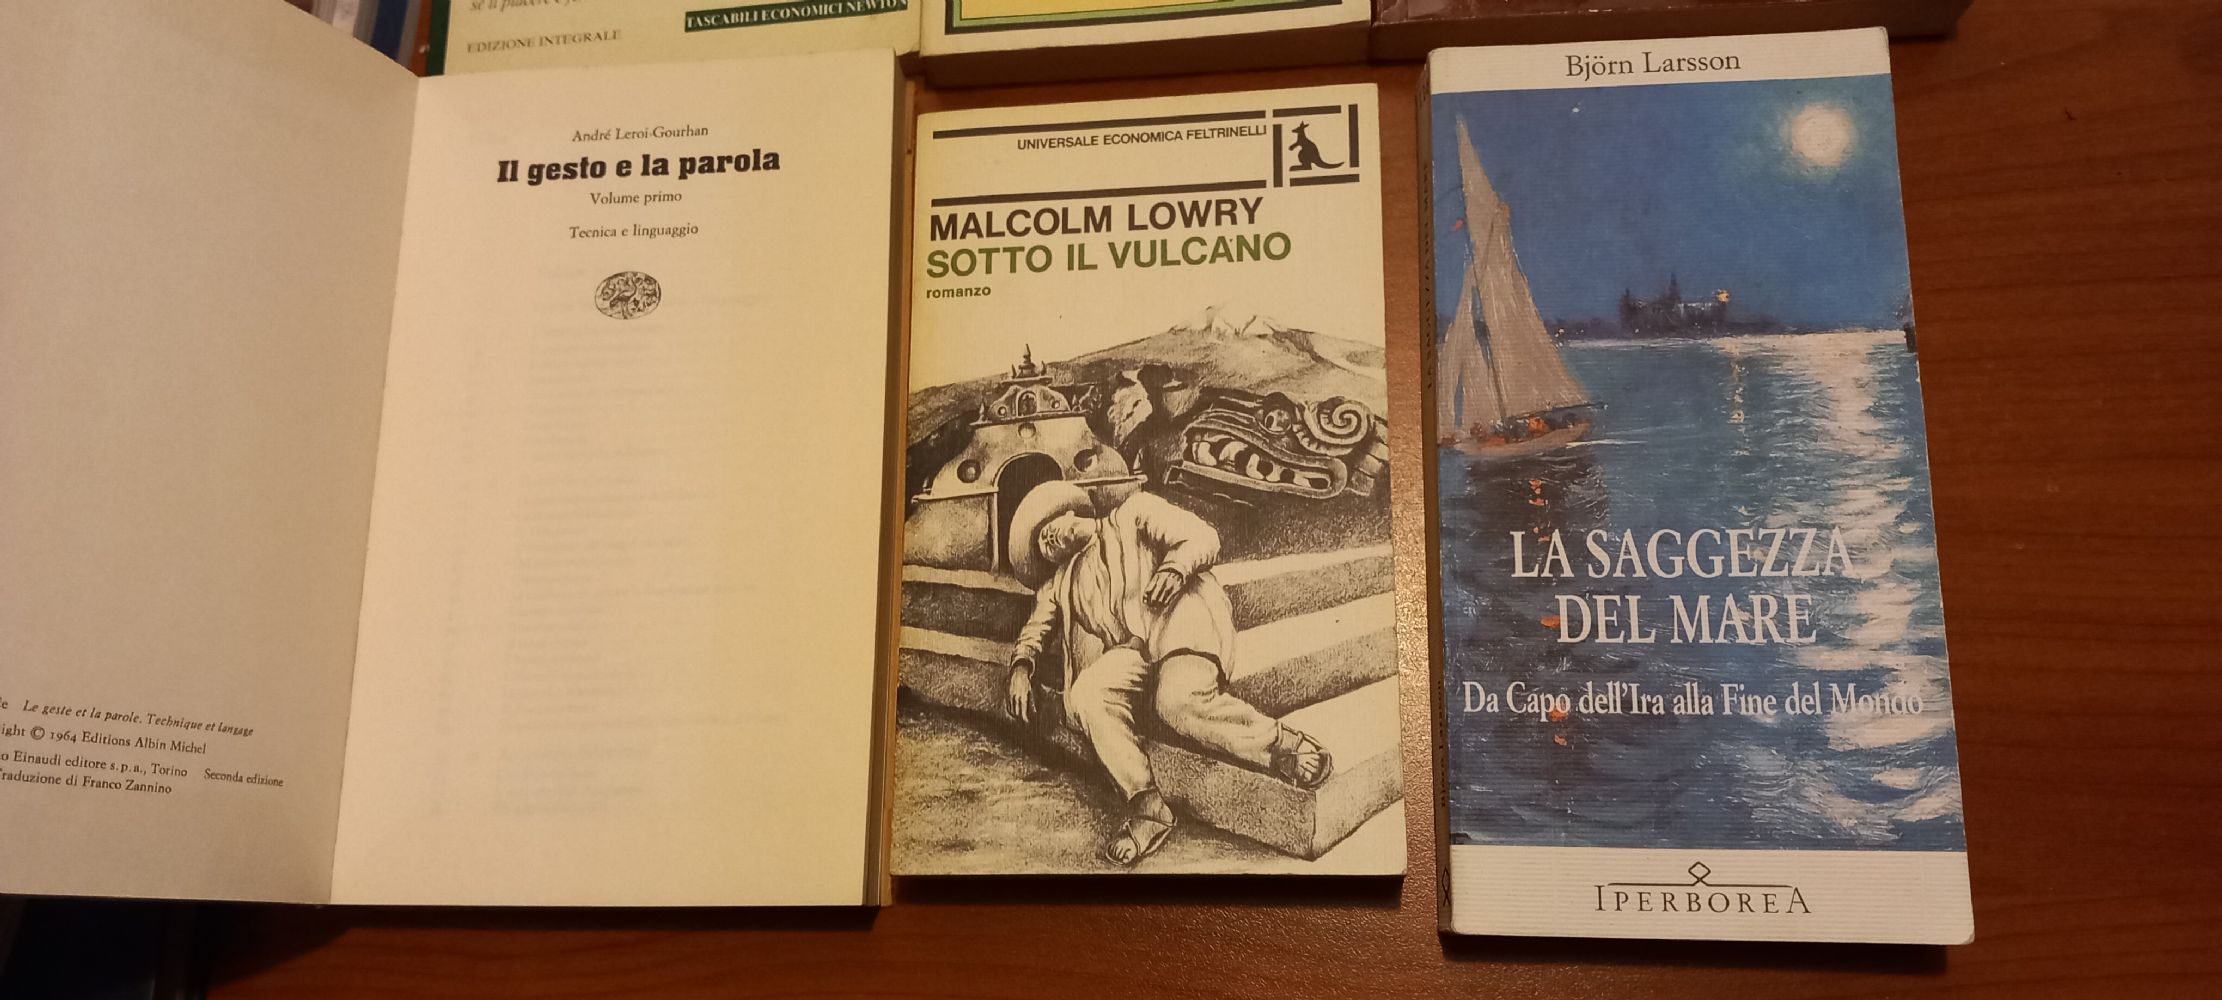 TASCABILI ECONOMICI NEWTON
EDIZIONE INTEGRALE
André Leroi-Gourhan
Il gesto e la parola
Volume primo
Tecnica e linguaggio
Le geste et la parole. Technique et langage
© 1964 Editions Albin Michel
Einaudi editore s.p.a., Torino Seconda edizione
Traduzione di Franco Zannino
UNIVERSALE ECONOMICA FELTRINELLI
MALCOLM LOWRY
SOTTO IL VULCANO
romanzo
Björn Larsson
LA SAGGEZZA
DEL MARE
Da Capo dell'Ira alla Fine del Mondo
IPERBOREA